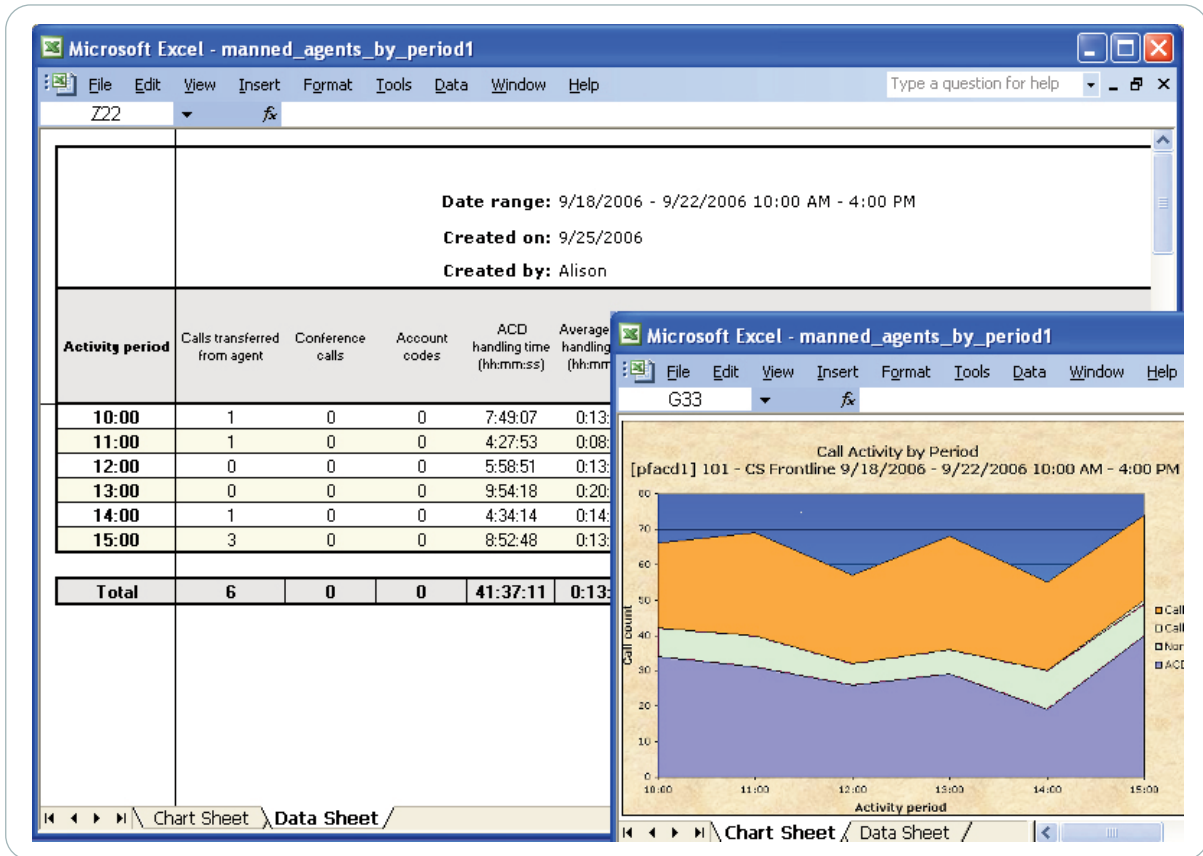 Microsoft Excel - manned_agents_by_period1
File Edit View Insert Format Tools Data Window Help Type a question for help
Z22 fx
Date range: 9/18/2006 - 9/22/2006 10:00 AM - 4:00 PM
Created on: 9/25/2006
Created by: Alison
Activity period
Calls transferred from agent
Conference calls
Account codes
ACD handling time (hh:mm:ss)
Average handling (hh:mm
10:00 1 0 0 7:49:07 0:13:
11:00 1 0 0 4:27:53 0:08:
12:00 0 0 0 5:58:51 0:13:
13:00 0 0 0 9:54:18 0:20:
14:00 1 0 0 4:34:14 0:14:
15:00 3 0 0 8:52:48 0:13:
Total 6 0 0 41:37:11 0:13:
Chart Sheet Data Sheet
Microsoft Excel - manned_agents_by_period1
File Edit View Insert Format Tools Data Window Help
G33 fx
Call Activity by Period
[pfacd1] 101 - CS Frontline 9/18/2006 - 9/22/2006 10:00 AM - 4:00 PM
80
70
60
50
40
30
20
10
0
Call count
10:00 11:00 12:00 13:00 14:00 15:00
Activity period
Call
Call
Non
ACD
Chart Sheet Data Sheet